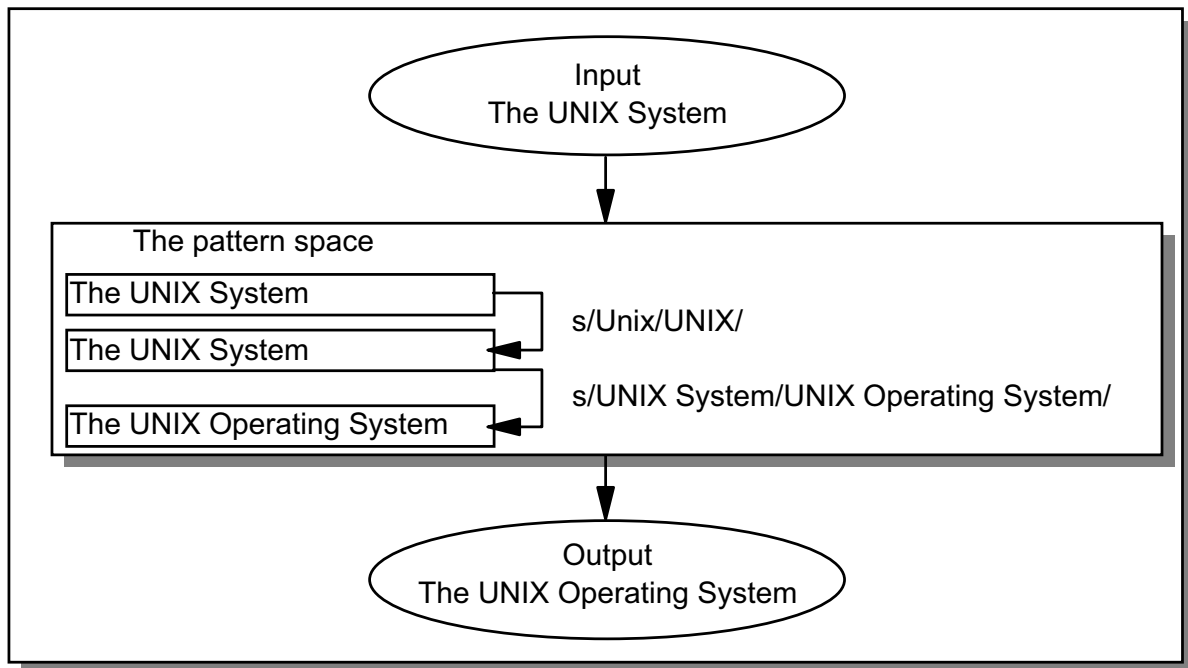 Input
The UNIX System
The pattern space
The UNIX System
s/Unix/UNIX/
The UNIX System
s/UNIX System/UNIX Operating System/
The UNIX Operating System
Output
The UNIX Operating System